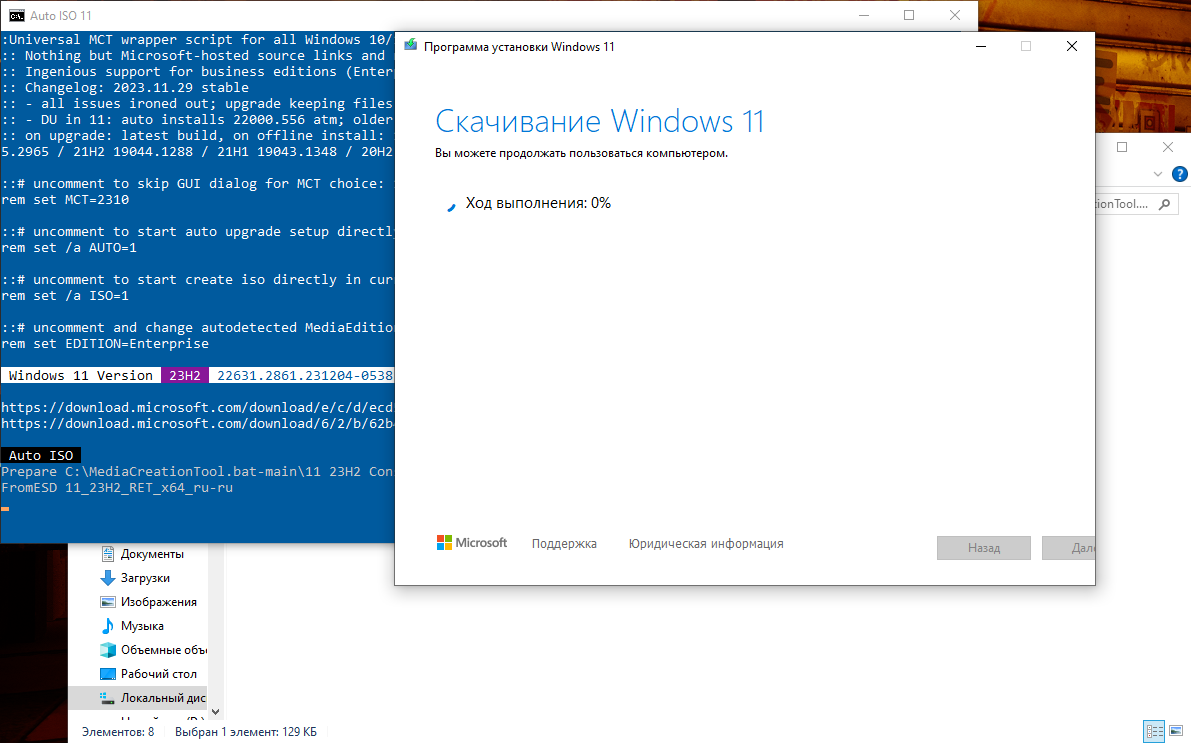 Auto ISO 11
:Universal MCT wrapper script for all Windows 10/
:: Nothing but Microsoft-hosted source links and
:: Ingenious support for business editions (Enter
:: Changelog: 2023.11.29 stable
:: - all issues ironed out; upgrade keeping files
:: - DU in 11: auto installs 22000.556 atm; older
:: on upgrade: latest build, on offline install:
5.2965 / 21H2 19044.1288 / 21H1 19043.1348 / 20H2
::# uncomment to skip GUI dialog for MCT choice:
rem set MCT=2310
::# uncomment to start auto upgrade setup directly
rem set /a AUTO=1
::# uncomment to start create iso directly in cur
rem set /a ISO=1
::# uncomment and change autodetected MediaEdition
rem set EDITION=Enterprise
Windows 11 Version 23H2 22631.2861.231204-0538
https://download.microsoft.com/download/e/c/d/ecd
https://download.microsoft.com/download/6/2/b/62b
Auto ISO
Prepare C:\MediaCreationTool.bat-main\11 23H2 Con
FromESD 11_23H2_RET_x64_ru-ru
Программа установки Windows 11
Скачивание Windows 11
Вы можете продолжать пользоваться компьютером.
Ход выполнения: 0%
Microsoft
Поддержка
Юридическая информация
Назад
Дале
ionTool....
Документы
Загрузки
Изображения
Музыка
Объемные объ
Рабочий стол
Локальный дис
Элементов: 8
Выбран 1 элемент: 129 КБ